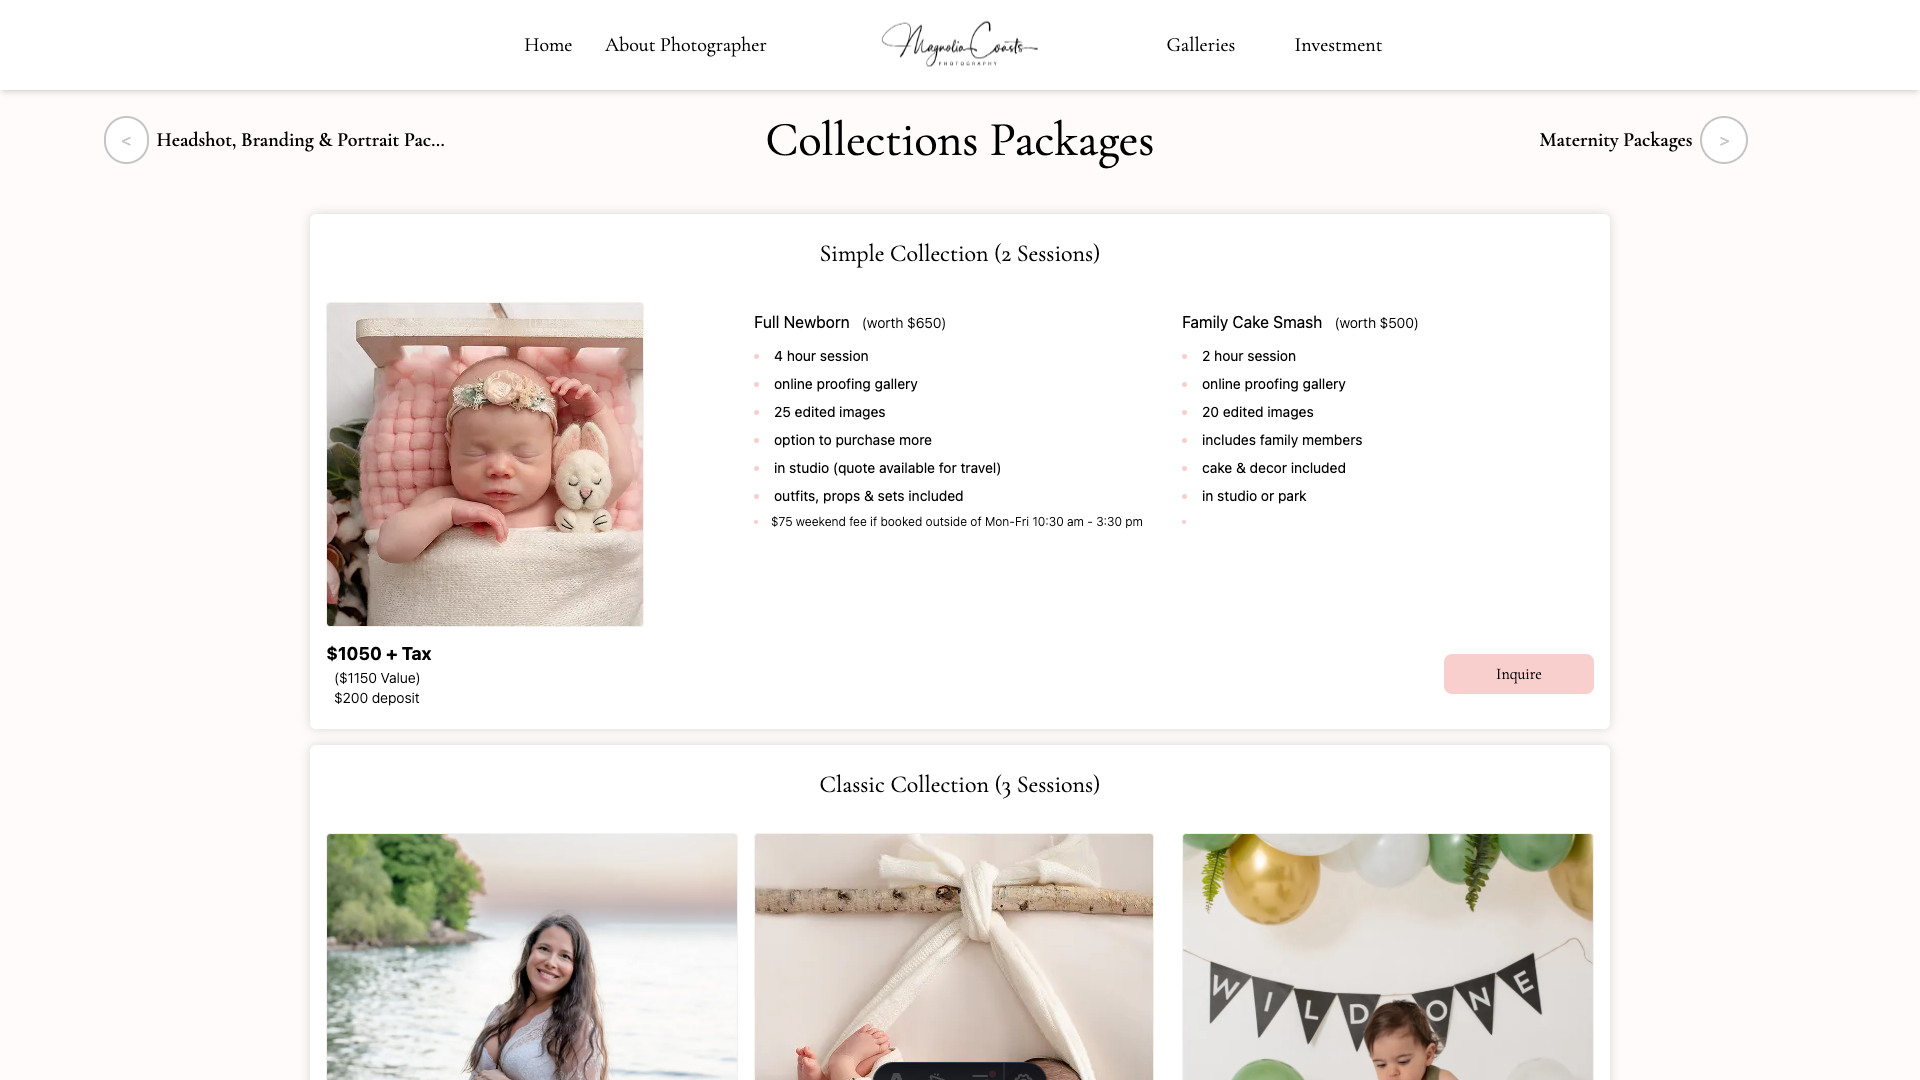 Home
About Photographer
Magnolia Coasts
PHOTOGRAPHY
Galleries
Investment
<
Headshot, Branding & Portrait Pac...
Collections Packages
Maternity Packages
>
Simple Collection (2 Sessions)
Full Newborn (worth $650)
4 hour session
online proofing gallery
25 edited images
option to purchase more
in studio (quote available for travel)
outfits, props & sets included
$75 weekend fee if booked outside of Mon-Fri 10:30 am - 3:30 pm
Family Cake Smash (worth $500)
2 hour session
online proofing gallery
20 edited images
includes family members
cake & decor included
in studio or park
$1050 + Tax
($1150 Value)
$200 deposit
Inquire
Classic Collection (3 Sessions)
WILD ONE